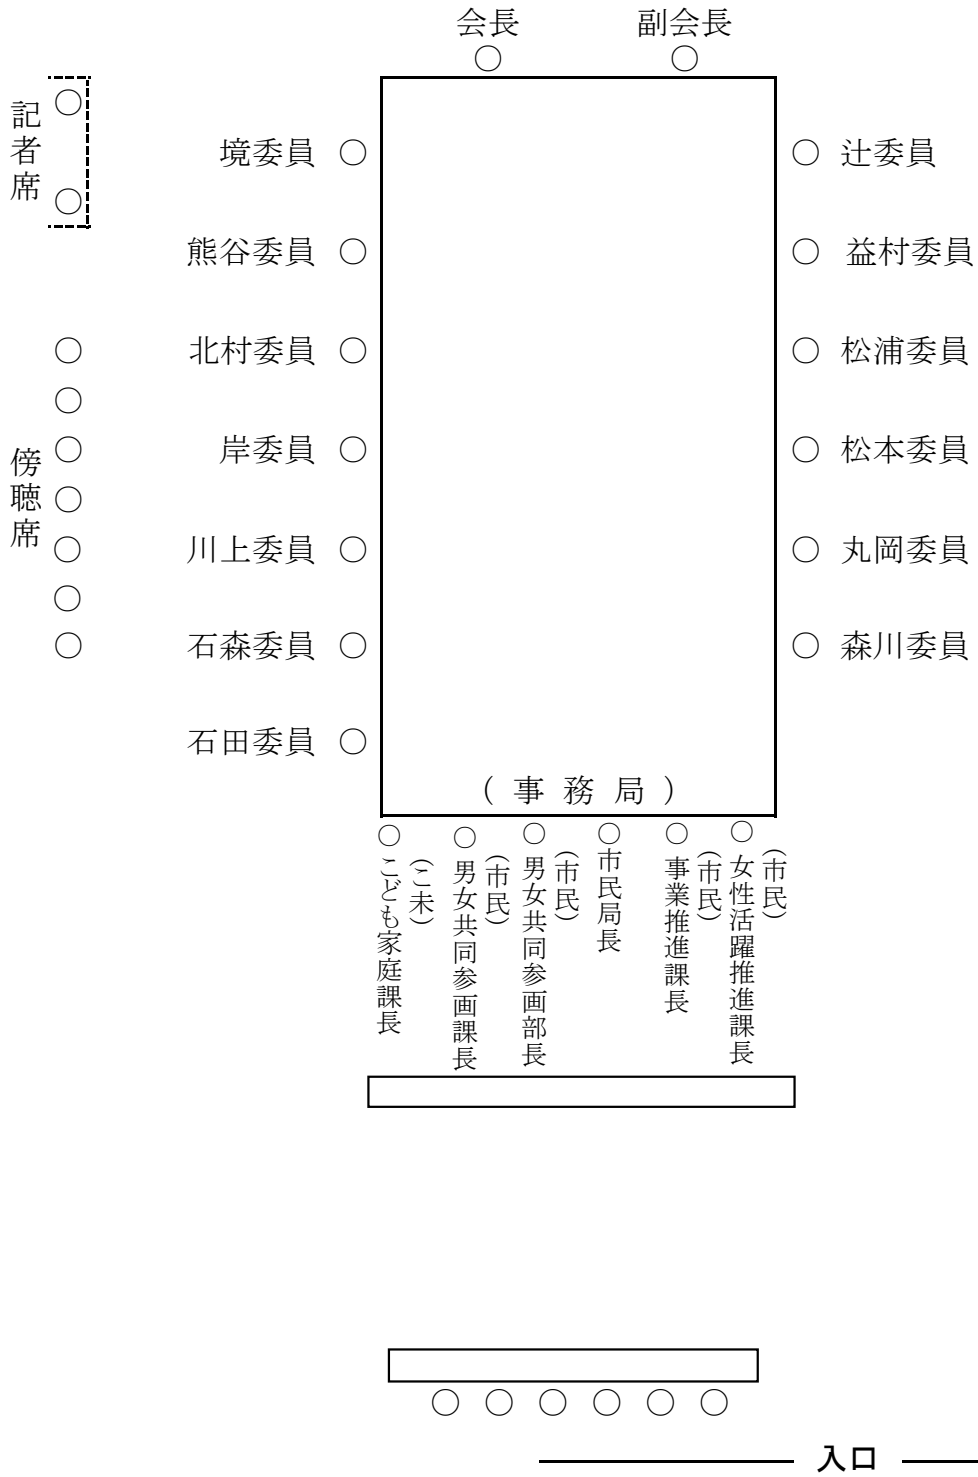 会長
副会長
記者席
境委員
辻委員
熊谷委員
益村委員
北村委員
松浦委員
岸委員
松本委員
傍聴席
川上委員
丸岡委員
石森委員
森川委員
石田委員
(事務局)
(こ未)
こども家庭課長
(市民)
男女共同参画課長
(市民)
男女共同参画部長
市民局長
(市民)
事業推進課長
(市民)
女性活躍推進課長
入口